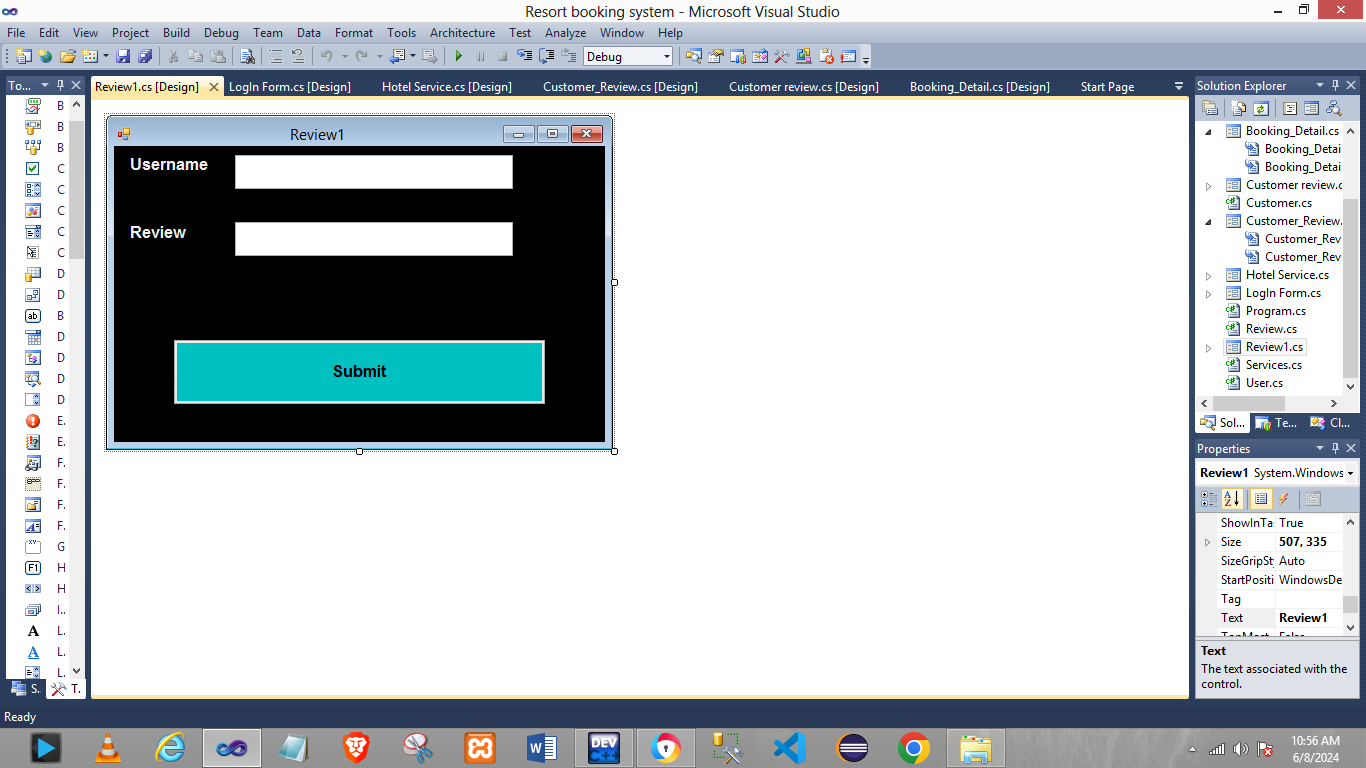 Resort booking system - Microsoft Visual Studio
File Edit View Project Build Debug Team Data Format Tools Architecture Test Analyze Window Help
Debug
To...
Review1.cs [Design] LogIn Form.cs [Design] Hotel Service.cs [Design] Customer_Review.cs [Design] Customer review.cs [Design] Booking_Detail.cs [Design] Start Page
B
B
B
C
C
C
C
C
D
D
B
D
D
D
D
E.
E.
F.
F.
F.
F.
G
H
H
I..
L.
L.
L.
S. T.
Review1
Username
Review
Submit
Solution Explorer
Booking_Detail.cs
Booking_Detai
Booking_Detai
Customer review.c
Customer.cs
Customer_Review.
Customer_Rev
Customer_Rev
Hotel Service.cs
LogIn Form.cs
Program.cs
Review.cs
Review1.cs
Services.cs
User.cs
Sol... Te... Cl...
Properties
Review1 System.Windows
ShowInTa True
Size 507, 335
SizeGripSty Auto
StartPositi WindowsDe
Tag
Text Review1
TopMost False
Text
The text associated with the
control.
Ready
DEV
C++
10:56 AM
6/8/2024